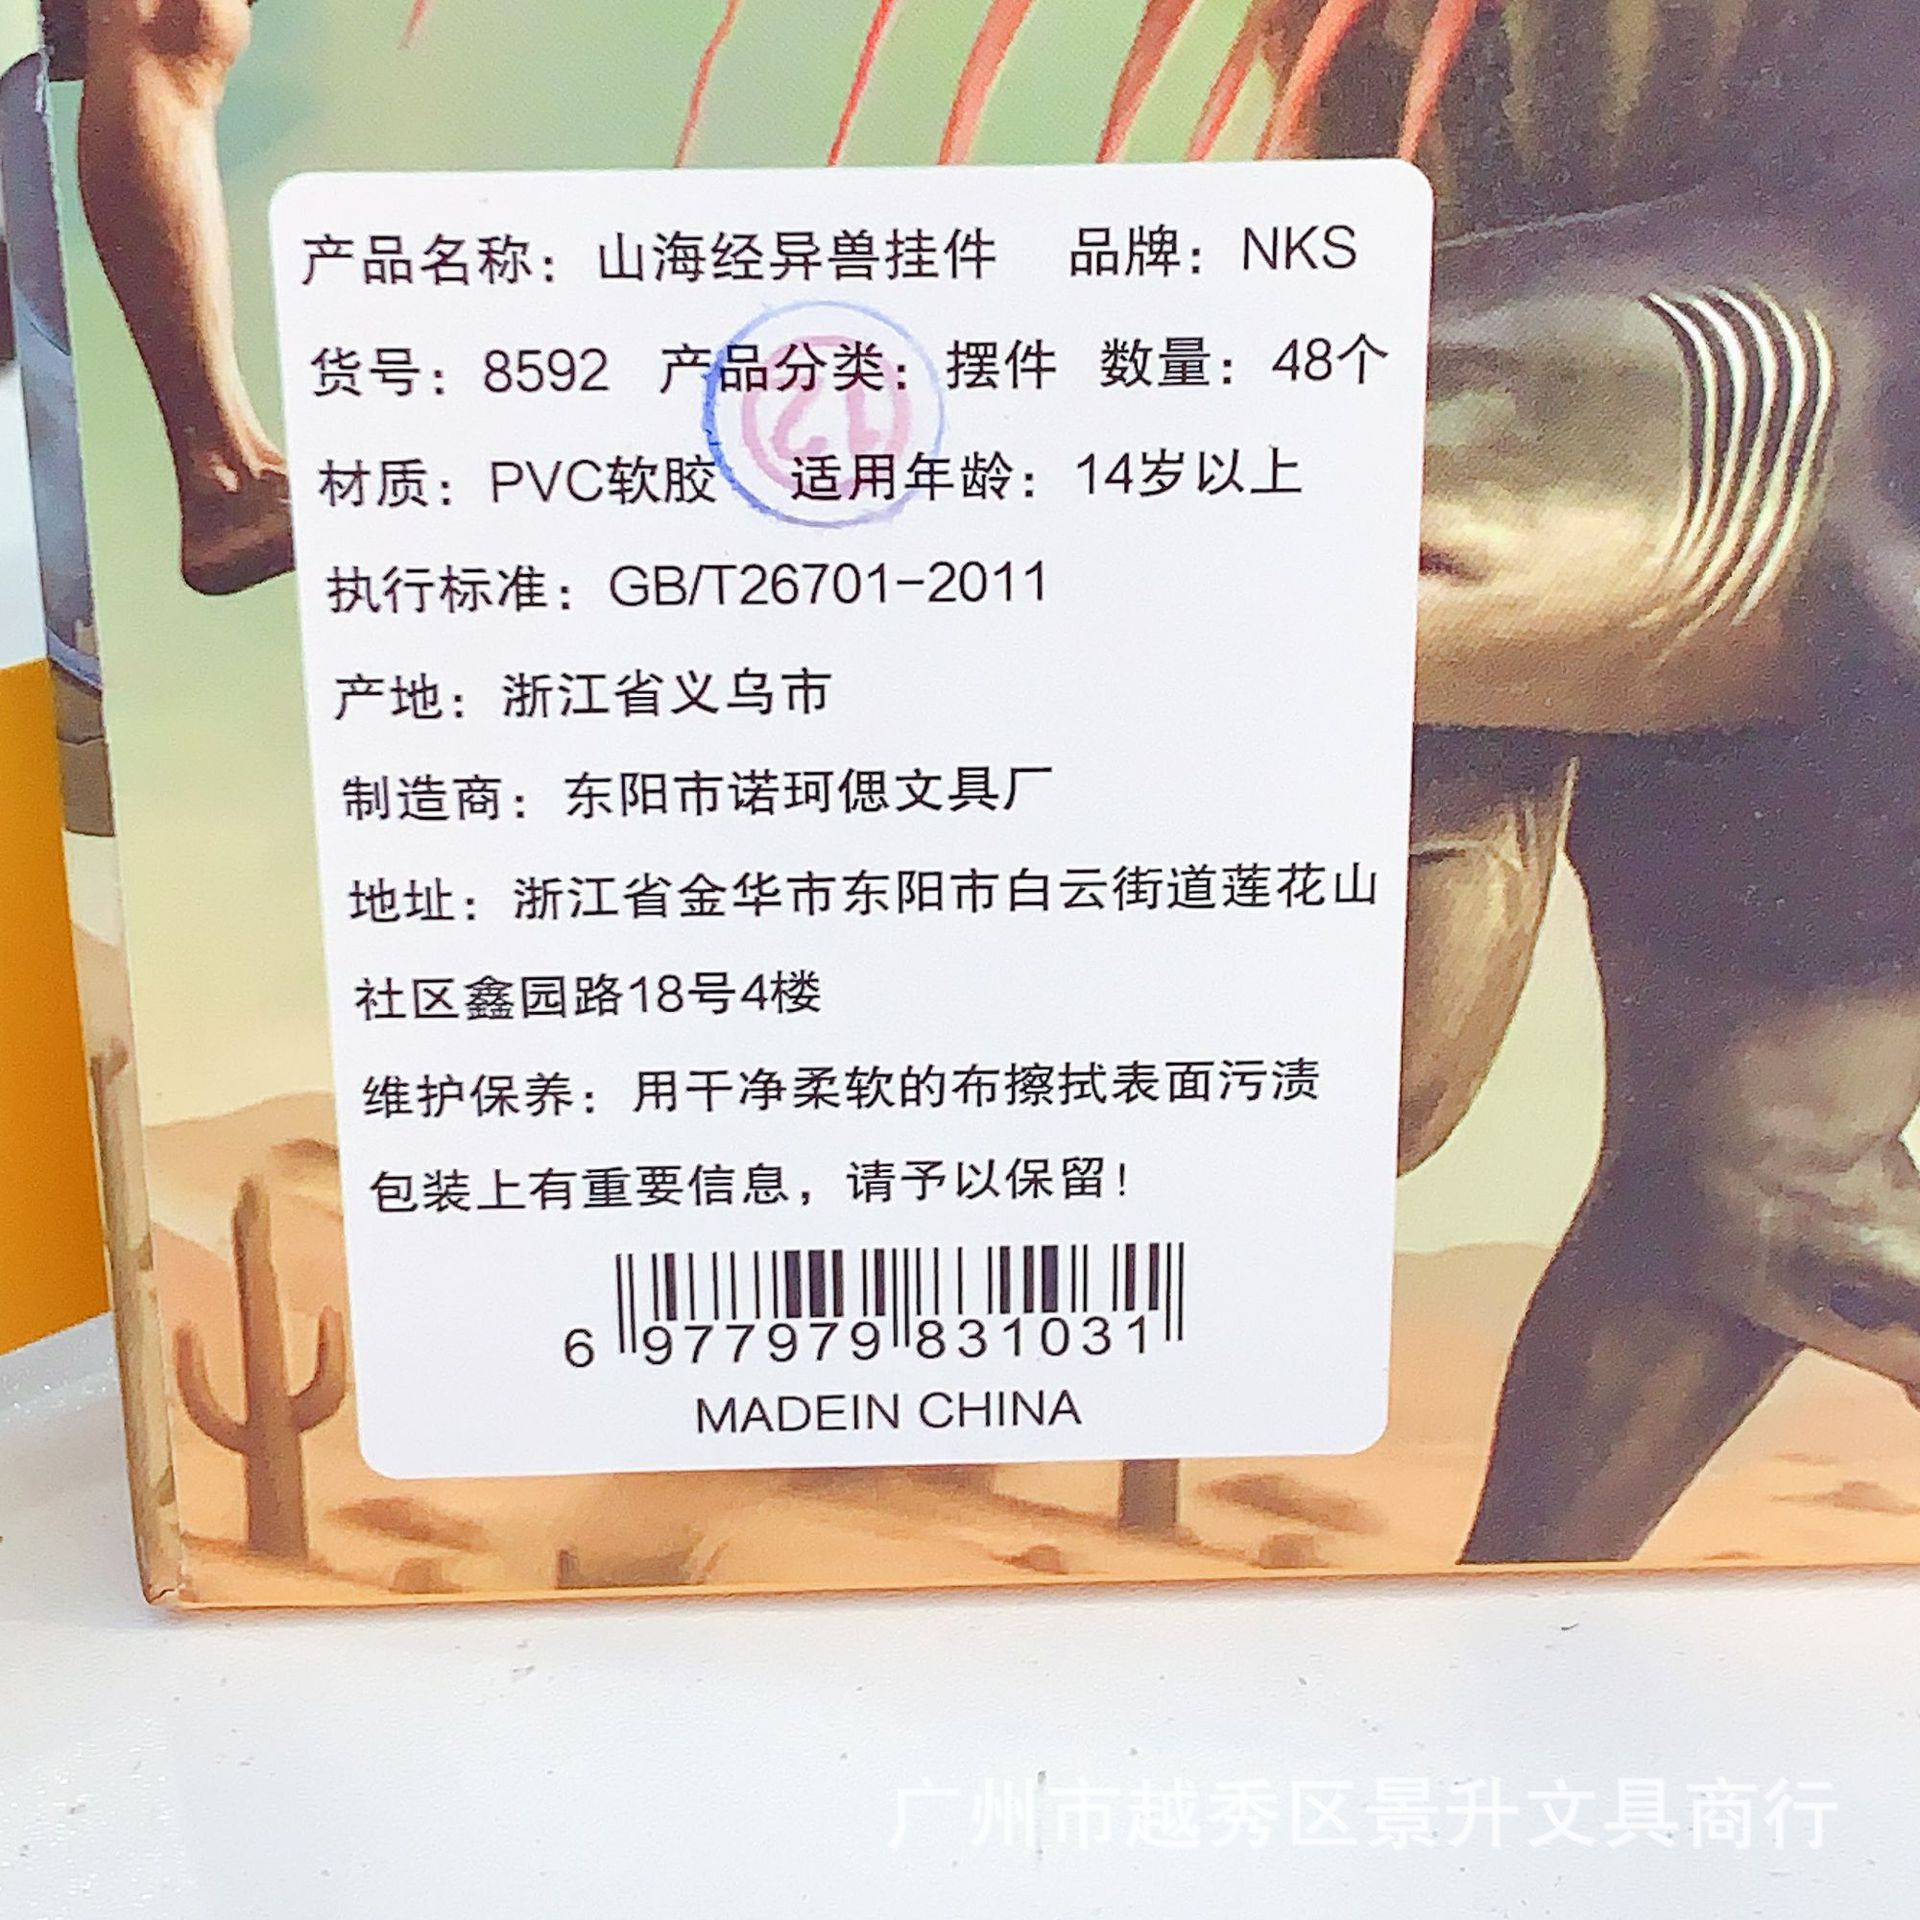 产品名称：山海经异兽挂件 品牌：NKS
货号：8592 产品分类：摆件 数量：48个
12
材质：PVC软胶 适用年龄：14岁以上
执行标准：GB/T26701-2011
产地：浙江省义乌市
制造商：东阳市诺珂偲文具厂
地址：浙江省金华市东阳市白云街道莲花山
社区鑫园路18号4楼
维护保养：用干净柔软的布擦拭表面污渍
包装上有重要信息，请予以保留！
6 977979 831031
MADEIN CHINA
广州市越秀区景升文具商行